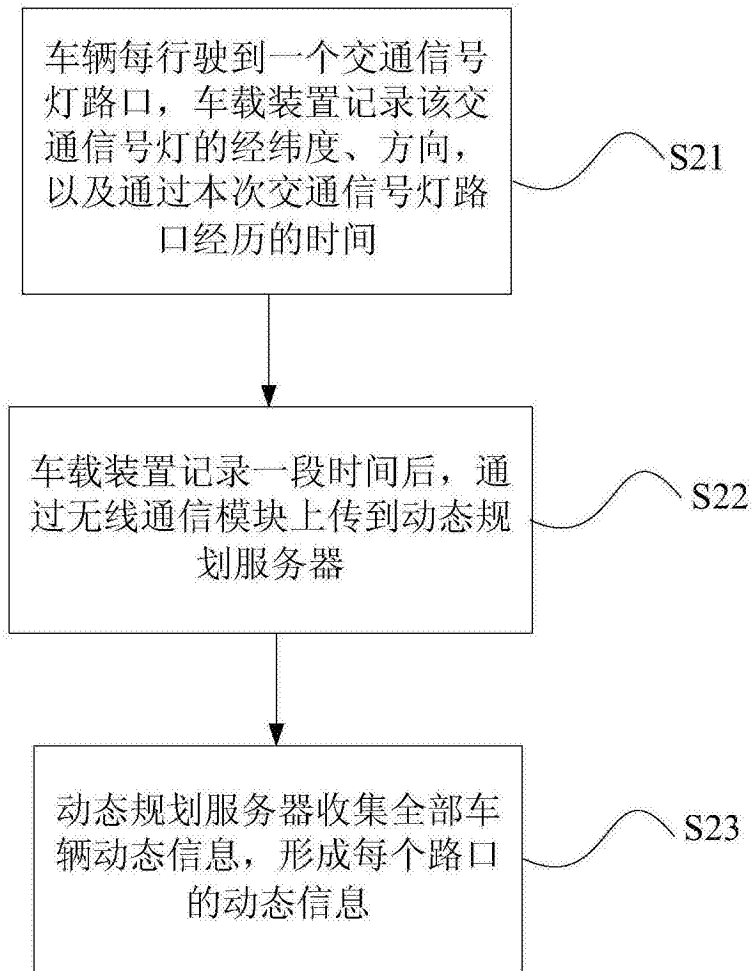 车辆每行驶到一个交通信号
灯路口，车载装置记录该交
通信号灯的经纬度、方向，
以及通过本次交通信号灯路
口经历的时间
S21
车载装置记录一段时间后，通
过无线通信模块上传到动态规
划服务器
S22
动态规划服务器收集全部车
辆动态信息，形成每个路口
的动态信息
S23